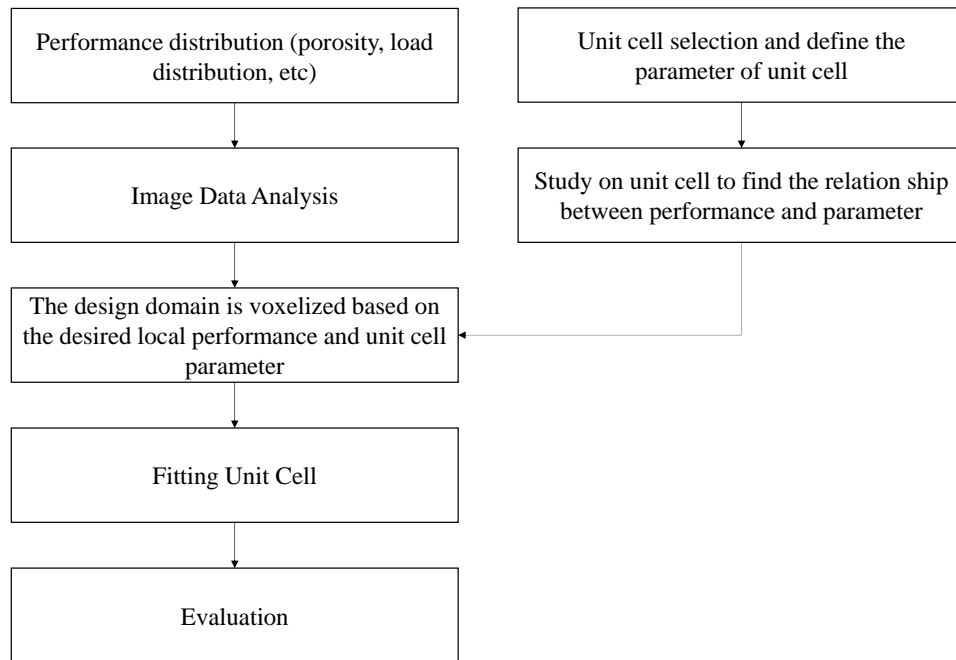 Performance distribution (porosity, load
distribution, etc)
Unit cell selection and define the
parameter of unit cell
Image Data Analysis
Study on unit cell to find the relation ship
between performance and parameter
The design domain is voxelized based on
the desired local performance and unit cell
parameter
Fitting Unit Cell
Evaluation